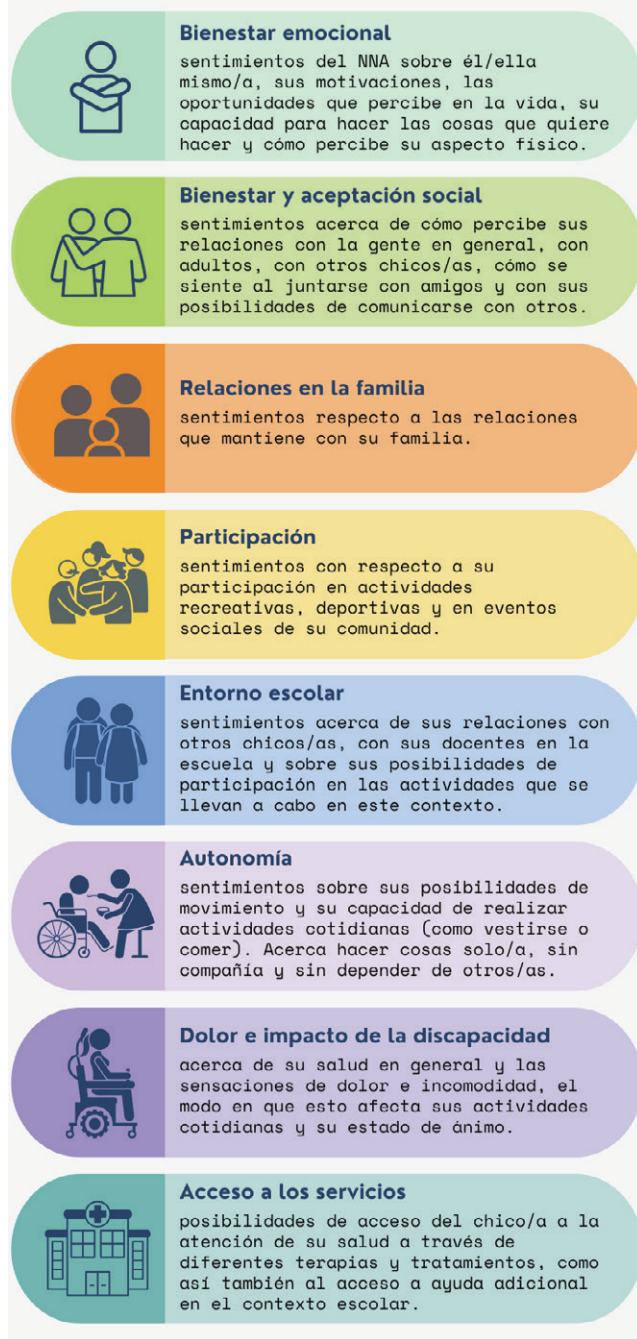 Bienestar emocional
sentimientos del NNA sobre él/ella
mismo/a, sus motivaciones, las
oportunidades que percibe en la vida, su
capacidad para hacer las cosas que quiere
hacer y cómo percibe su aspecto físico.
Bienestar y aceptación social
sentimientos acerca de cómo percibe sus
relaciones con la gente en general, con
adultos, con otros chicos/as, cómo se
siente al juntarse con amigos y con sus
posibilidades de comunicarse con otros.
Relaciones en la familia
sentimientos respecto a las relaciones
que mantiene con su familia.
Participación
sentimientos con respecto a su
participación en actividades
recreativas, deportivas y en eventos
sociales de su comunidad.
Entorno escolar
sentimientos acerca de sus relaciones con
otros chicos/as, con sus docentes en la
escuela y sobre sus posibilidades de
participación en las actividades que se
llevan a cabo en este contexto.
Autonomía
sentimientos sobre sus posibilidades de
movimiento y su capacidad de realizar
actividades cotidianas (como vestirse o
comer). Acerca hacer cosas solo/a, sin
compañía y sin depender de otros/as.
Dolor e impacto de la discapacidad
acerca de su salud en general y las
sensaciones de dolor e incomodidad, el
modo en que esto afecta sus actividades
cotidianas y su estado de ánimo.
Acceso a los servicios
posibilidades de acceso del chico/a a la
atención de su salud a través de
diferentes terapias y tratamientos, como
así también al acceso a ayuda adicional
en el contexto escolar.